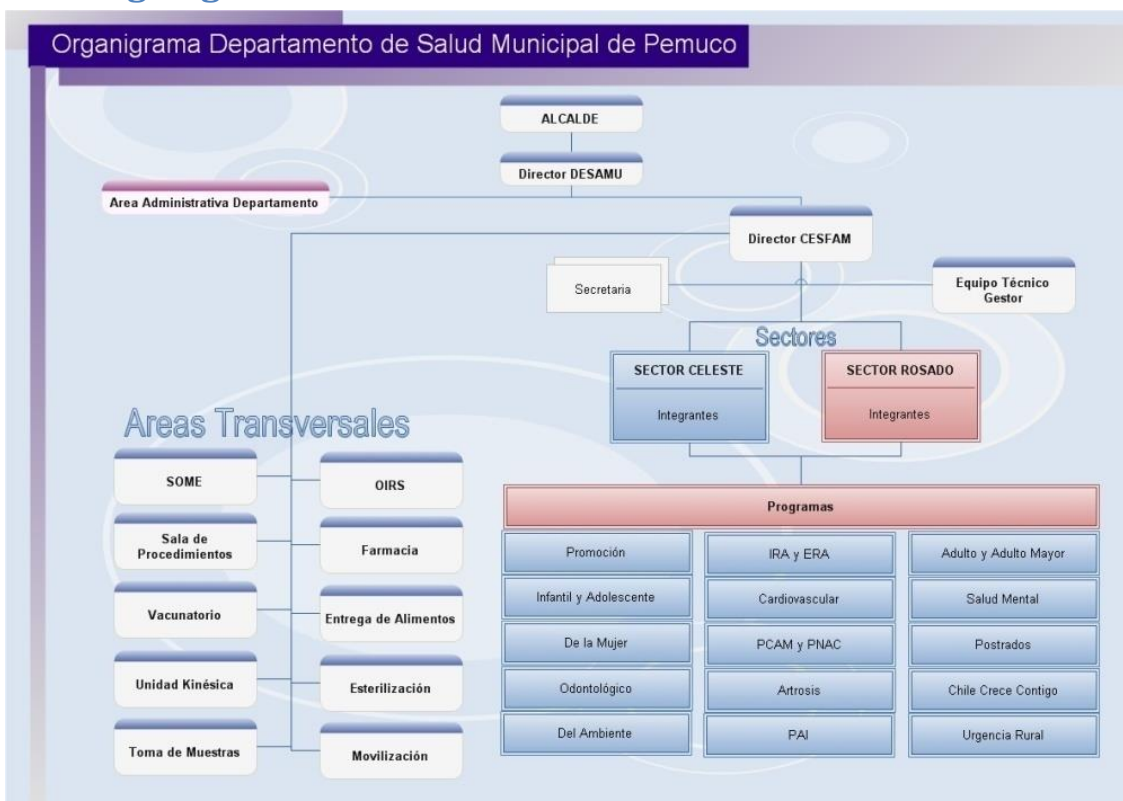 Organigrama Departamento de Salud Municipal de Pemuco
ALCALDE
Director DESAMU
Area Administrativa Departamento
Director CESFAM
Secretaria
Equipo Técnico
Gestor
Sectores
SECTOR CELESTE
Integrantes
SECTOR ROSADO
Integrantes
Areas Transversales
SOME
OIRS
Sala de
Procedimientos
Farmacia
Vacunatorio
Entrega de Alimentos
Unidad Kinésica
Esterilización
Toma de Muestras
Movilización
Programas
Promoción
IRA y ERA
Adulto y Adulto Mayor
Infantil y Adolescente
Cardiovascular
Salud Mental
De la Mujer
PCAM y PNAC
Postrados
Odontológico
Artrosis
Chile Crece Contigo
Del Ambiente
PAI
Urgencia Rural